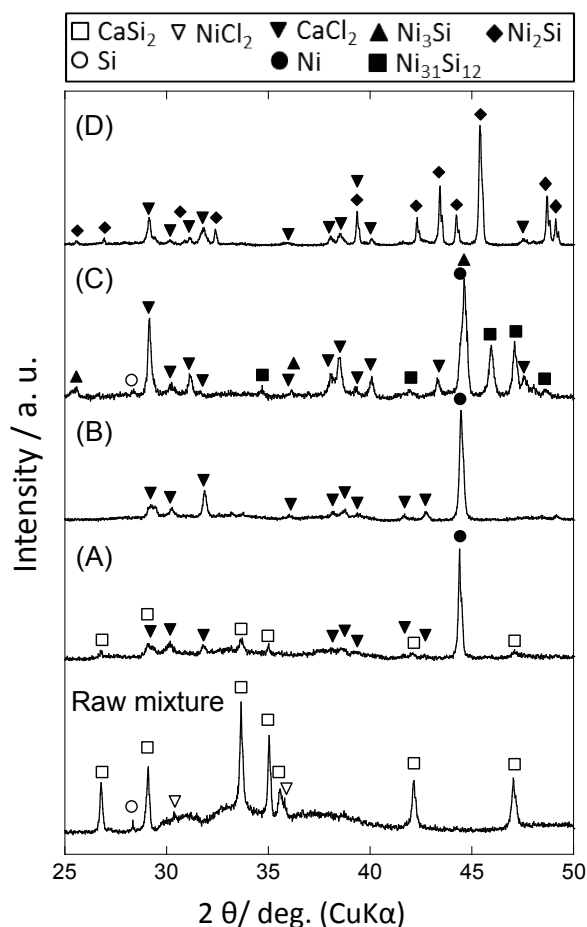 □ CaSi₂ ▽ NiCl₂ ▼ CaCl₂ ▲ Ni₃Si ◆ Ni₂Si
○ Si ● Ni ■ Ni₃₁Si₁₂
(D)
(C)
(B)
(A)
Raw mixture
Intensity / a. u.
25 30 35 40 45 50
2 θ/ deg. (CuKα)